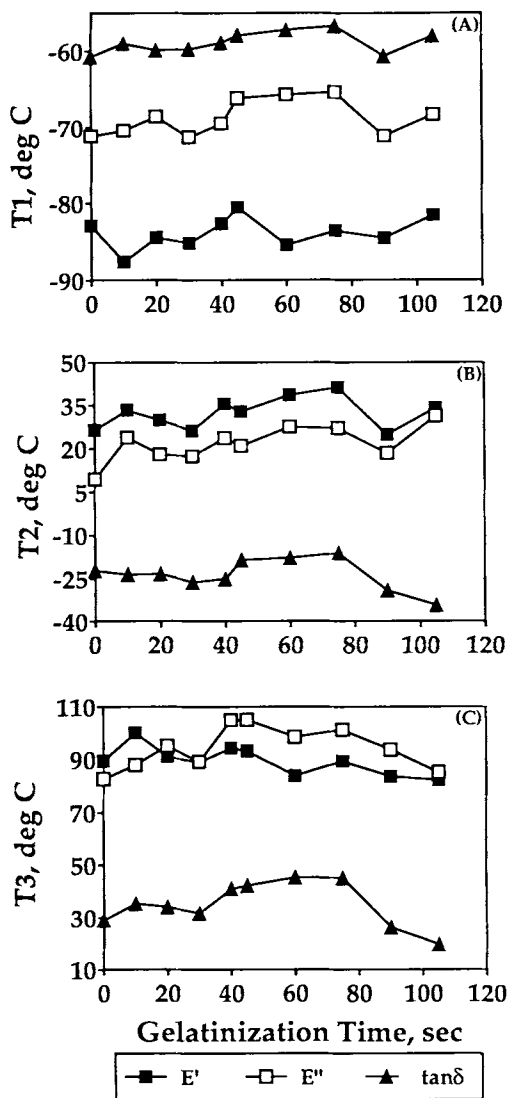 (A)
-60
-70
-80
-90
T1, deg C
0 20 40 60 80 100 120
(B)
50
35
20
5
-10
-25
-40
T2, deg C
0 20 40 60 80 100 120
(C)
110
90
70
50
30
10
T3, deg C
0 20 40 60 80 100 120
Gelatinization Time, sec
E' E" tanδ